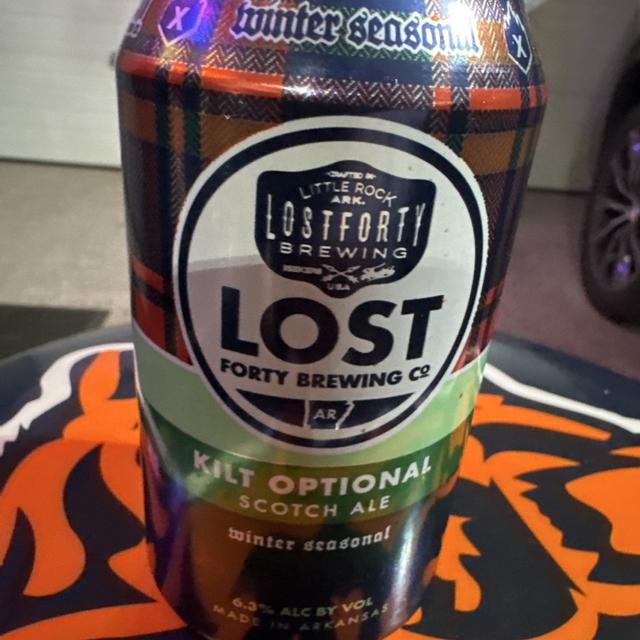 winter seasonal
X
X
CRAFTED IN
LITTLE ROCK
ARK.
LOSTFORTY
BREWING
USA
LOST
FORTY BREWING Cº
AR
KILT OPTIONAL
SCOTCH ALE
winter seasonal
6.3% ALC BY VOL
MADE IN ARKANSAS